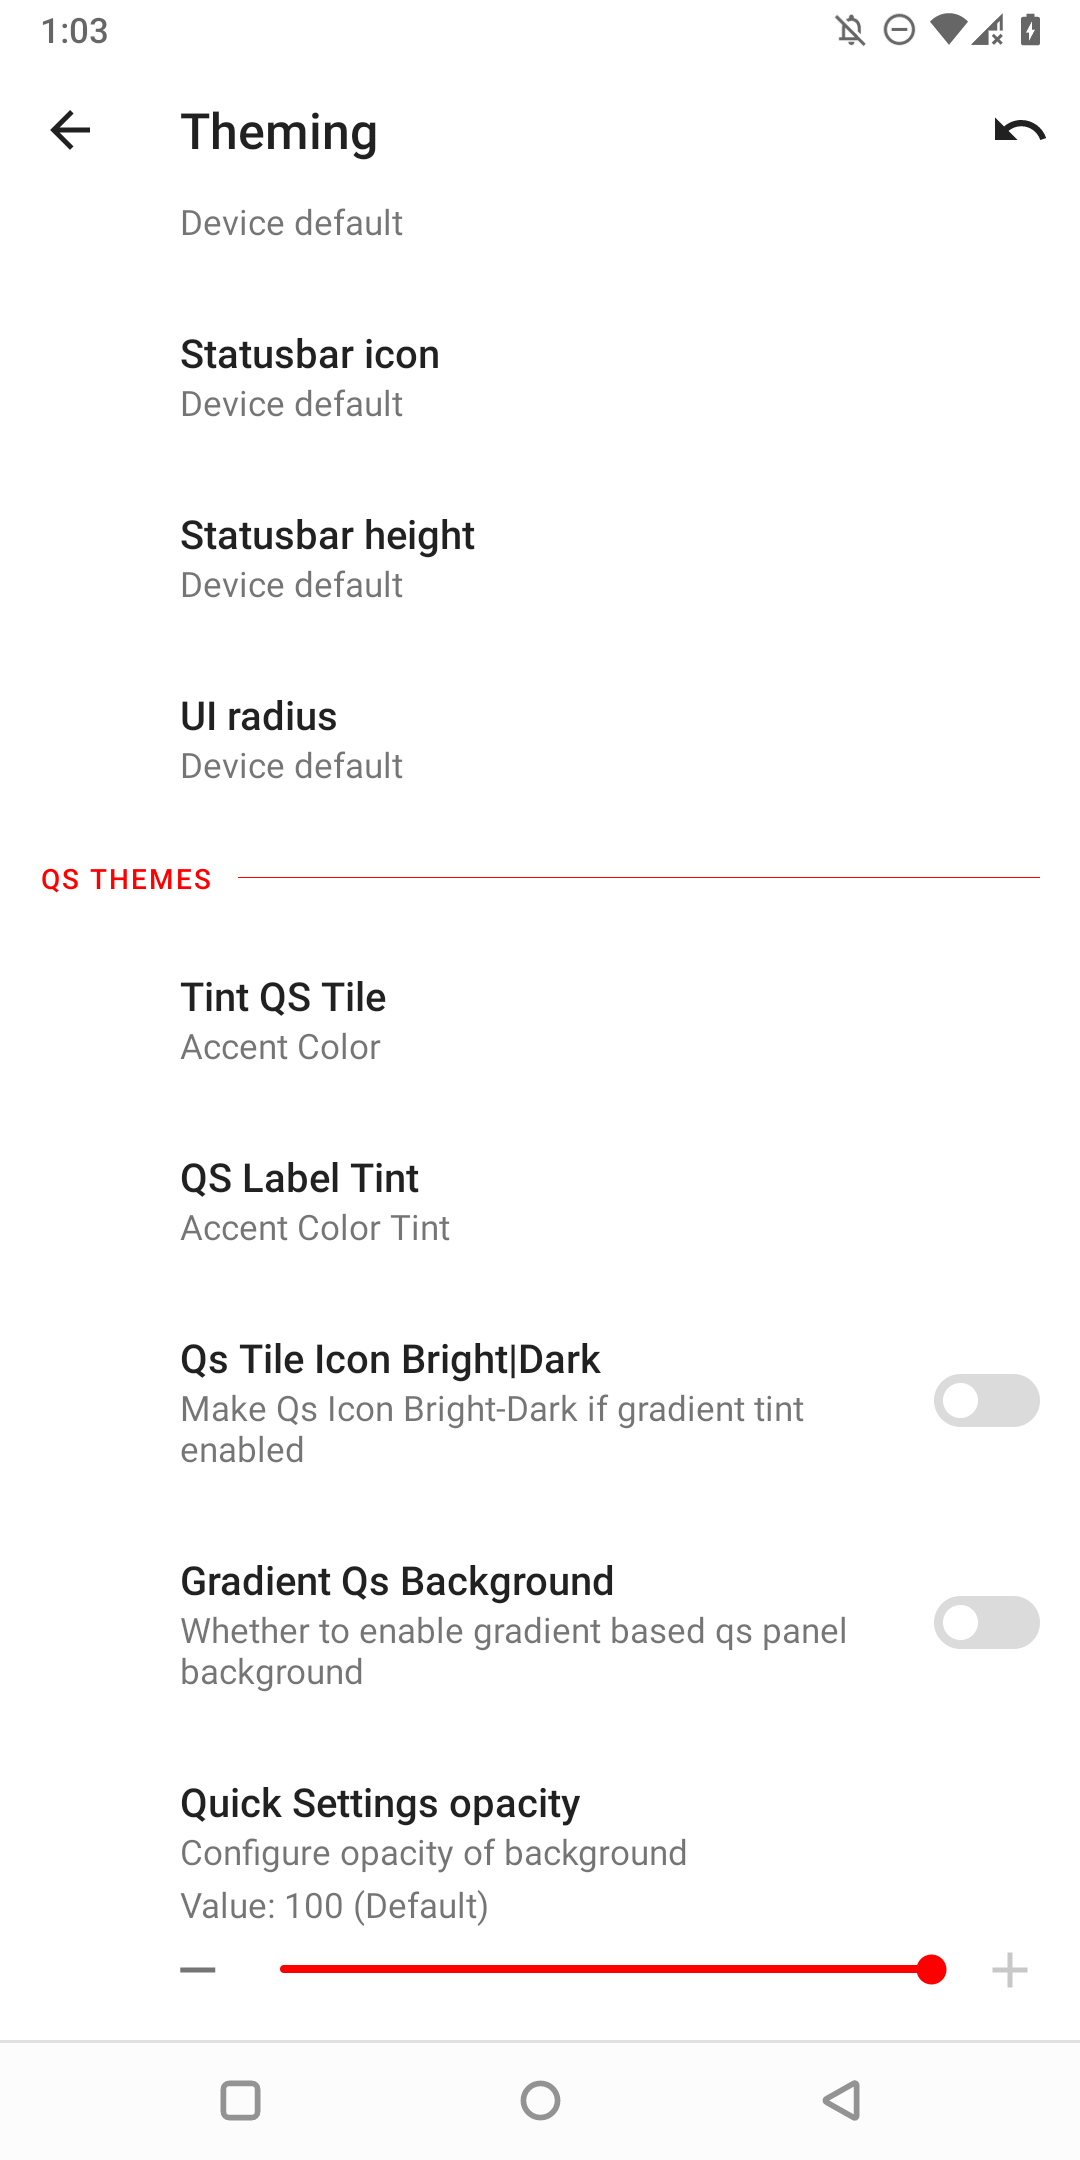 1:03
Theming
Device default
Statusbar icon
Device default
Statusbar height
Device default
UI radius
Device default
QS THEMES
Tint QS Tile
Accent Color
QS Label Tint
Accent Color Tint
Qs Tile Icon Bright|Dark
Make Qs Icon Bright-Dark if gradient tint
enabled
Gradient Qs Background
Whether to enable gradient based qs panel
background
Quick Settings opacity
Configure opacity of background
Value: 100 (Default)